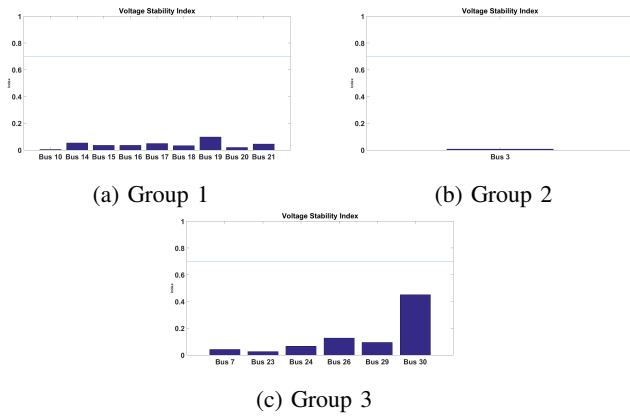 Voltage Stability Index
Voltage Stability Index
1
0.8
0.6
0.4
0.2
0
Index
Bus 10 Bus 14 Bus 15 Bus 16 Bus 17 Bus 18 Bus 19 Bus 20 Bus 21
1
0.8
0.6
0.4
0.2
0
Index
Bus 3
(a) Group 1
(b) Group 2
Voltage Stability Index
1
0.8
0.6
0.4
0.2
0
Index
Bus 7 Bus 23 Bus 24 Bus 26 Bus 29 Bus 30
(c) Group 3